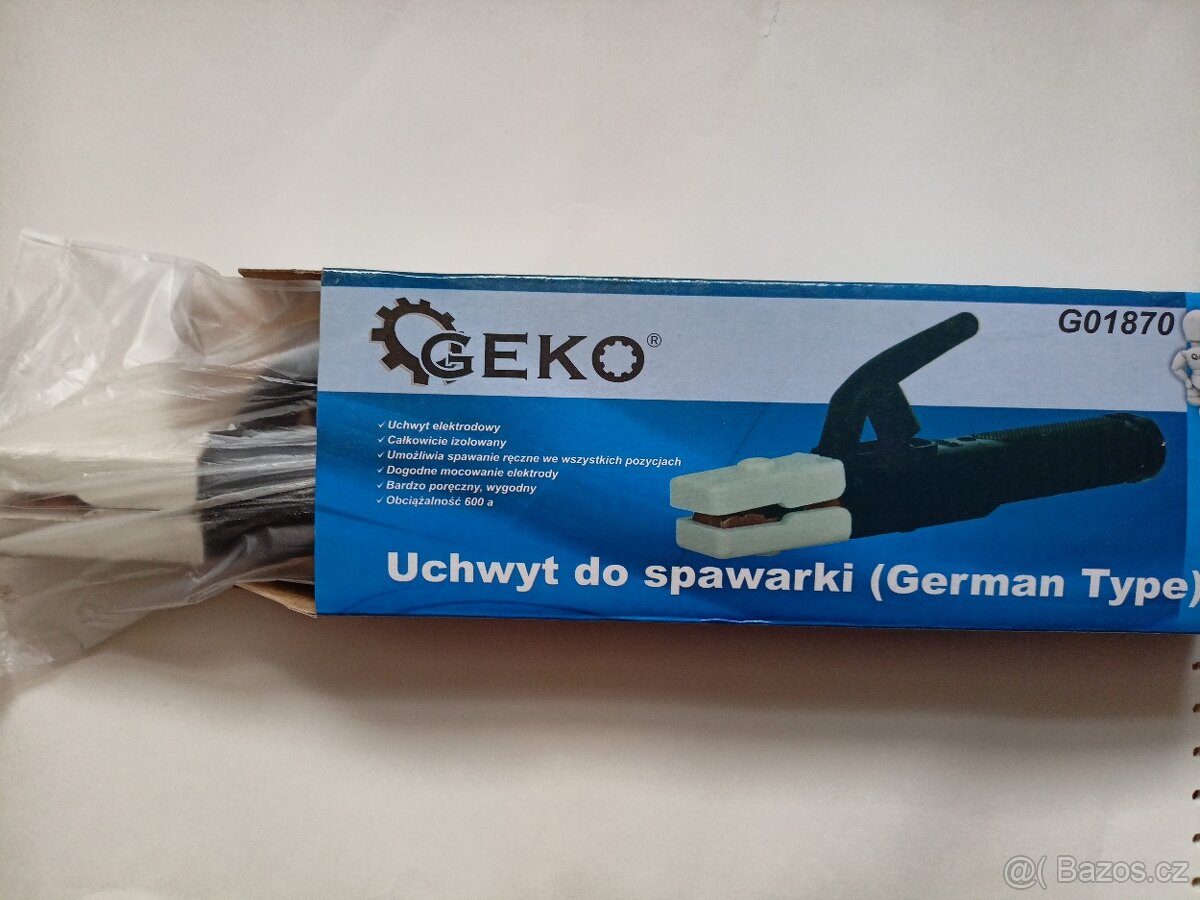 GEKO®
G01870
✓ Uchwyt elektrodowy
✓ Całkowicie izolowany
✓ Umożliwia spawanie ręczne we wszystkich pozycjach
✓ Dogodne mocowanie elektrody
✓ Bardzo poręczny, wygodny
✓ Obciążalność 600 a
Uchwyt do spawarki (German Type)
@( Bazos.cz